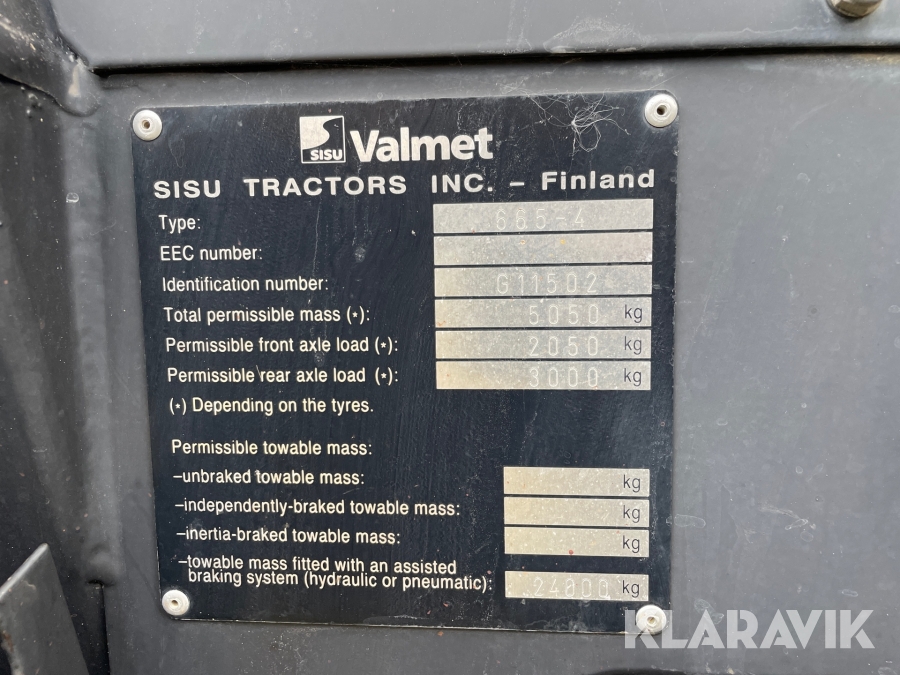 SISU Valmet
SISU TRACTORS INC. – Finland
Type: 665-4
EEC number:
Identification number: G11502
Total permissible mass (*): 5050 kg
Permissible front axle load (*): 2050 kg
Permissible rear axle load (*): 3000 kg
(*) Depending on the tyres.
Permissible towable mass:
–unbraked towable mass: kg
–independently-braked towable mass: kg
–inertia-braked towable mass: kg
–towable mass fitted with an assisted
braking system (hydraulic or pneumatic): 24000 kg
KLARAVIK